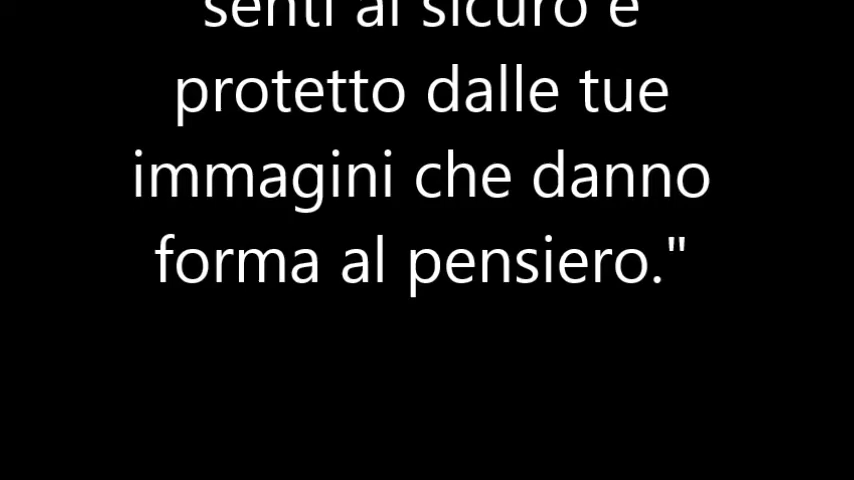 senti al sicuro e
protetto dalle tue
immagini che danno
forma al pensiero."